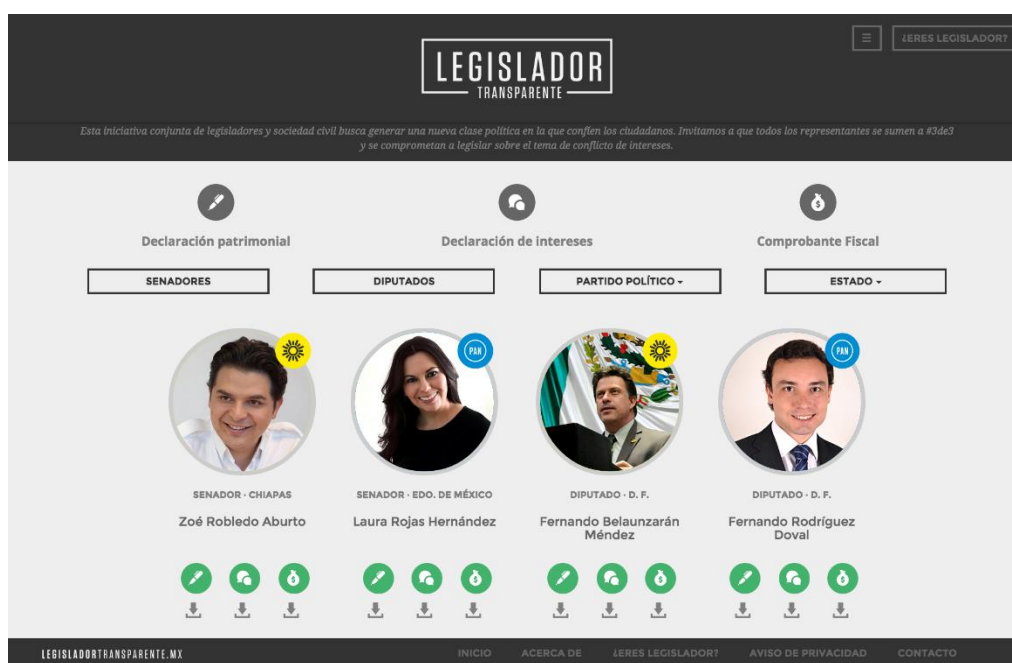 ☰
¿ERES LEGISLADOR?
LEGISLADOR
TRANSPARENTE
Esta iniciativa conjunta de legisladores y sociedad civil busca generar una nueva clase política en la que confíen los ciudadanos. Invitamos a que todos los representantes se sumen a #3de3
y se comprometan a legislar sobre el tema de conflicto de intereses.
Declaración patrimonial
Declaración de intereses
Comprobante Fiscal
SENADORES
DIPUTADOS
PARTIDO POLÍTICO
ESTADO
PAN
PAN
SENADOR · CHIAPAS
Zoé Robledo Aburto
SENADOR · EDO. DE MÉXICO
Laura Rojas Hernández
DIPUTADO · D. F.
Fernando Belaunzarán
Méndez
DIPUTADO · D. F.
Fernando Rodríguez
Doval
LEGISLADORTRANSPARENTE.MX
INICIO
ACERCA DE
¿ERES LEGISLADOR?
AVISO DE PRIVACIDAD
CONTACTO